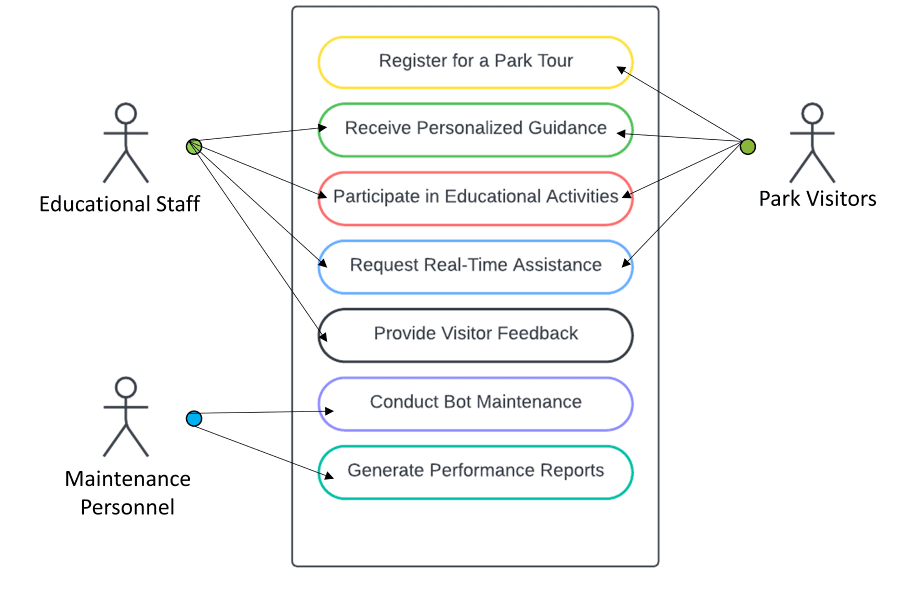 Register for a Park Tour
Receive Personalized Guidance
Participate in Educational Activities
Educational Staff
Park Visitors
Request Real-Time Assistance
Provide Visitor Feedback
Conduct Bot Maintenance
Generate Performance Reports
Maintenance
Personnel